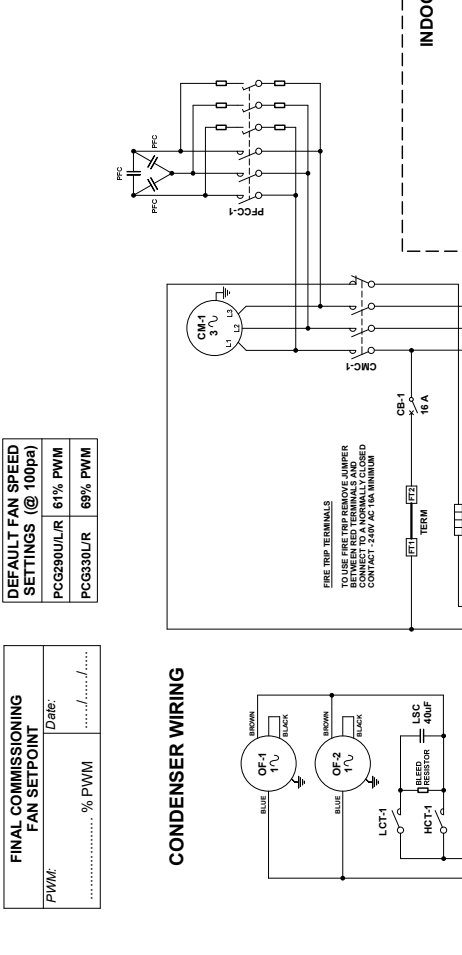 FINAL COMMISSIONING
FAN SETPOINT
PWM:
Date:
..................... % PWM
...../....../......
DEFAULT FAN SPEED
SETTINGS (@ 100pa)
PCG290U/L/R 61% PWM
PCG330L/R 69% PWM
CONDENSER WIRING
OF-1
1
BLUE
BROWN
BLACK
OF-2
1
BLUE
BROWN
BLACK
LCT-1
HCT-1
BLEED
RESISTOR
LSC
40uF
FIRE TRIP TERMINALS
TO USE FIRE TRIP REMOVE JUMPER
BETWEEN RED TERMINALS AND
CONNECT TO A NORMALLY CLOSED
CONTACT - 240V AC 16A MINIMUM
FT1
FT2
TERM
CB-1
16 A
CM-1
3
L1
L2
L3
CMC-1
PFC
PFC
PFC
PFCC-1
INDOO